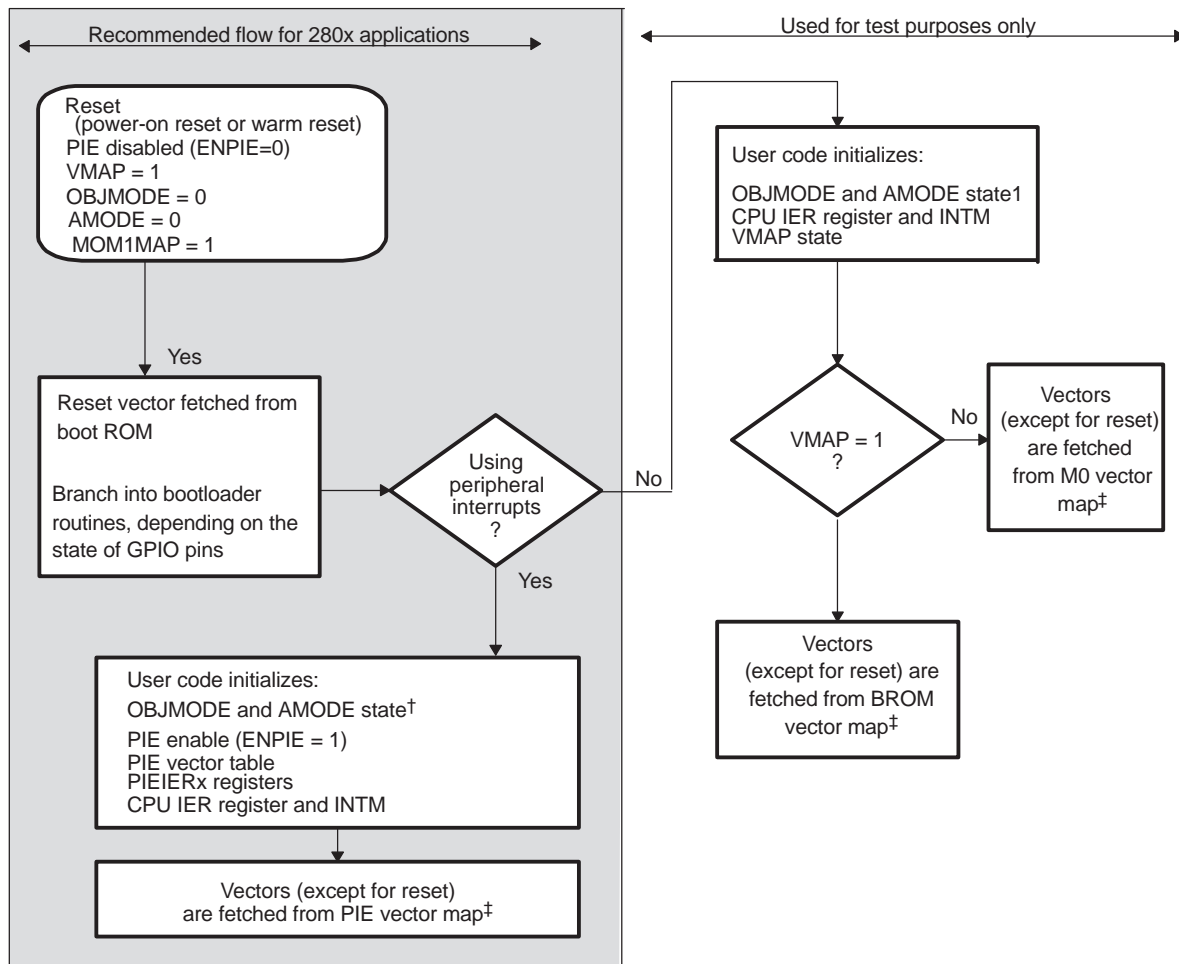 Recommended flow for 280x applications
Used for test purposes only
Reset
(power-on reset or warm reset)
PIE disabled (ENPIE=0)
VMAP = 1
OBJMODE = 0
AMODE = 0
MOM1MAP = 1
Yes
Reset vector fetched from
boot ROM
Branch into bootloader
routines, depending on the
state of GPIO pins
Using
peripheral
interrupts
?
No
Yes
User code initializes:
OBJMODE and AMODE state†
PIE enable (ENPIE = 1)
PIE vector table
PIEIERx registers
CPU IER register and INTM
Vectors (except for reset)
are fetched from PIE vector map‡
User code initializes:
OBJMODE and AMODE state1
CPU IER register and INTM
VMAP state
VMAP = 1
?
No
Vectors
(except for reset)
are fetched
from M0 vector
map‡
Yes
Vectors
(except for reset) are
fetched from BROM
vector map‡